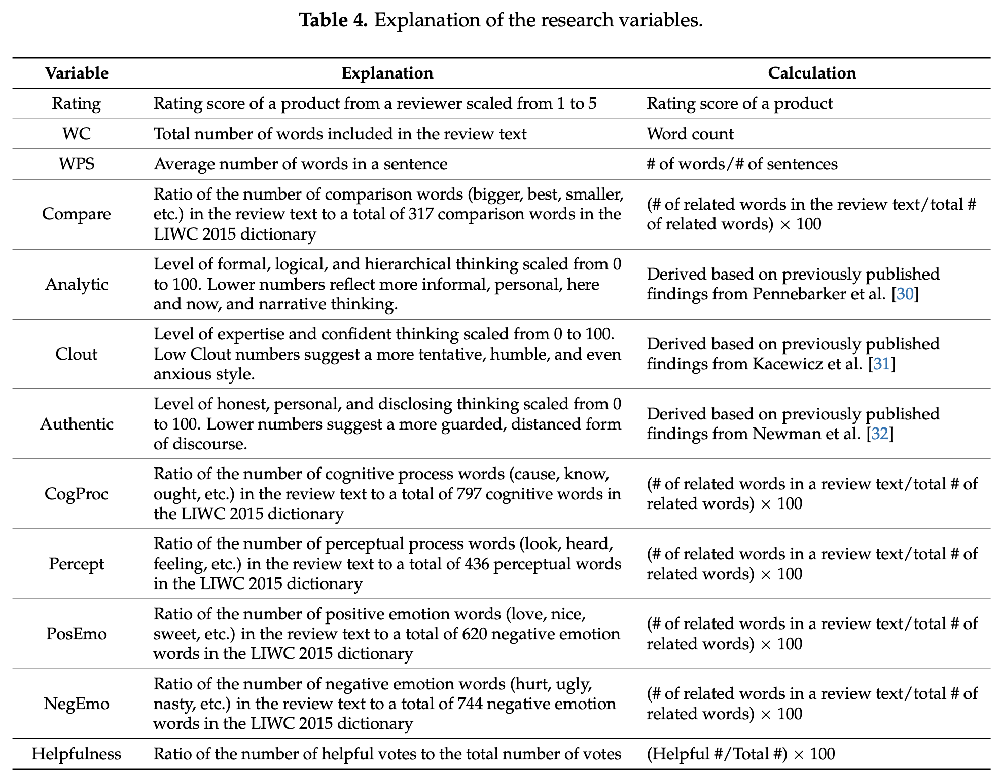 Table 4. Explanation of the research variables.
Variable Explanation Calculation
Rating Rating score of a product from a reviewer scaled from 1 to 5 Rating score of a product
WC Total number of words included in the review text Word count
WPS Average number of words in a sentence # of words/# of sentences
Compare
Ratio of the number of comparison words (bigger, best, smaller,
etc.) in the review text to a total of 317 comparison words in the
LIWC 2015 dictionary
(# of related words in the review text/total #
of related words) × 100
Analytic
Level of formal, logical, and hierarchical thinking scaled from 0
to 100. Lower numbers reflect more informal, personal, here
and now, and narrative thinking.
Derived based on previously published
findings from Pennebarker et al. [30]
Clout
Level of expertise and confident thinking scaled from 0 to 100.
Low Clout numbers suggest a more tentative, humble, and even
anxious style.
Derived based on previously published
findings from Kacewicz et al. [31]
Authentic
Level of honest, personal, and disclosing thinking scaled from 0
to 100. Lower numbers suggest a more guarded, distanced form
of discourse.
Derived based on previously published
findings from Newman et al. [32]
CogProc
Ratio of the number of cognitive process words (cause, know,
ought, etc.) in the review text to a total of 797 cognitive words in
the LIWC 2015 dictionary
(# of related words in a review text/total # of
related words) × 100
Percept
Ratio of the number of perceptual process words (look, heard,
feeling, etc.) in the review text to a total of 436 perceptual words
in the LIWC 2015 dictionary
(# of related words in a review text/total # of
related words) × 100
PosEmo
Ratio of the number of positive emotion words (love, nice,
sweet, etc.) in the review text to a total of 620 negative emotion
words in the LIWC 2015 dictionary
(# of related words in a review text/total # of
related words) × 100
NegEmo
Ratio of the number of negative emotion words (hurt, ugly,
nasty, etc.) in the review text to a total of 744 negative emotion
words in the LIWC 2015 dictionary
(# of related words in a review text/total # of
related words) × 100
Helpfulness Ratio of the number of helpful votes to the total number of votes (Helpful #/Total #) × 100